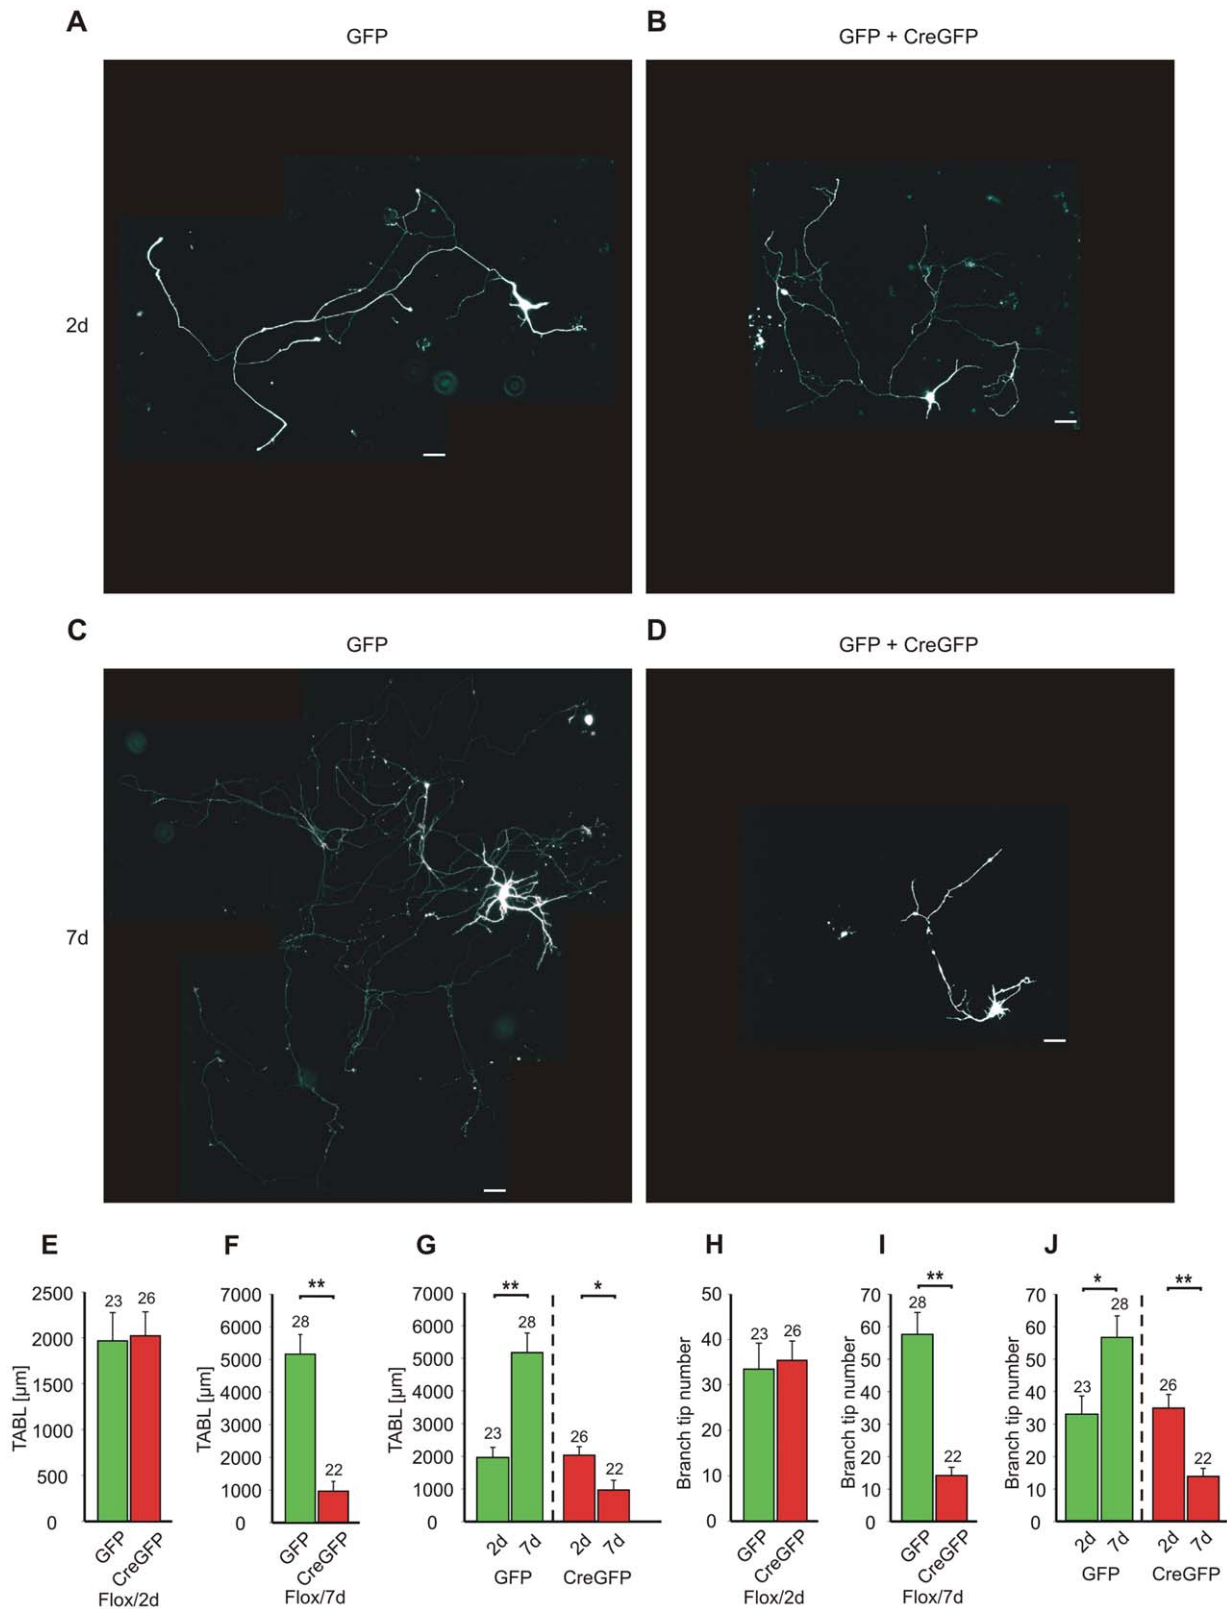 A
GFP
B
GFP + CreGFP
2d
C
GFP
D
GFP + CreGFP
7d
E
TABL [µm]
2500
2000
1500
1000
500
0
23
26
GFP
CreGFP
Flox/2d
F
TABL [µm]
7000
6000
5000
4000
3000
2000
1000
0
**
28
22
GFP
CreGFP
Flox/7d
G
TABL [µm]
7000
6000
5000
4000
3000
2000
1000
0
**
*
23
28
26
22
2d
7d
2d
7d
GFP
CreGFP
H
Branch tip number
50
40
30
20
10
0
23
26
GFP
CreGFP
Flox/2d
I
Branch tip number
70
60
50
40
30
20
10
0
**
28
22
GFP
CreGFP
Flox/7d
J
Branch tip number
70
60
50
40
30
20
10
0
*
**
23
28
26
22
2d
7d
2d
7d
GFP
CreGFP